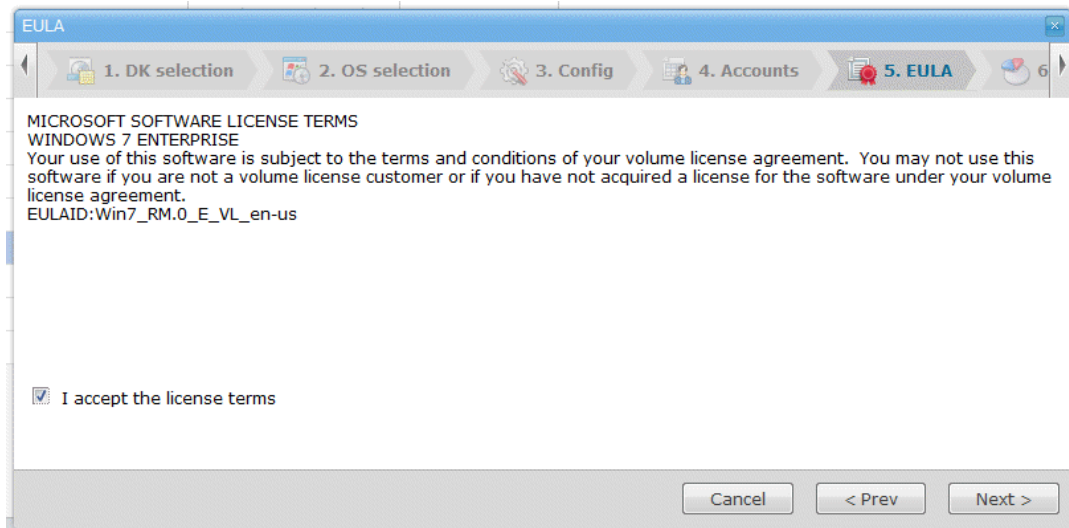 EULA
1. DK selection
2. OS selection
3. Config
4. Accounts
5. EULA
6
MICROSOFT SOFTWARE LICENSE TERMS
WINDOWS 7 ENTERPRISE
Your use of this software is subject to the terms and conditions of your volume license agreement.  You may not use this
software if you are not a volume license customer or if you have not acquired a license for the software under your volume
license agreement.
EULAID:Win7_RM.0_E_VL_en-us
I accept the license terms
Cancel
< Prev
Next >